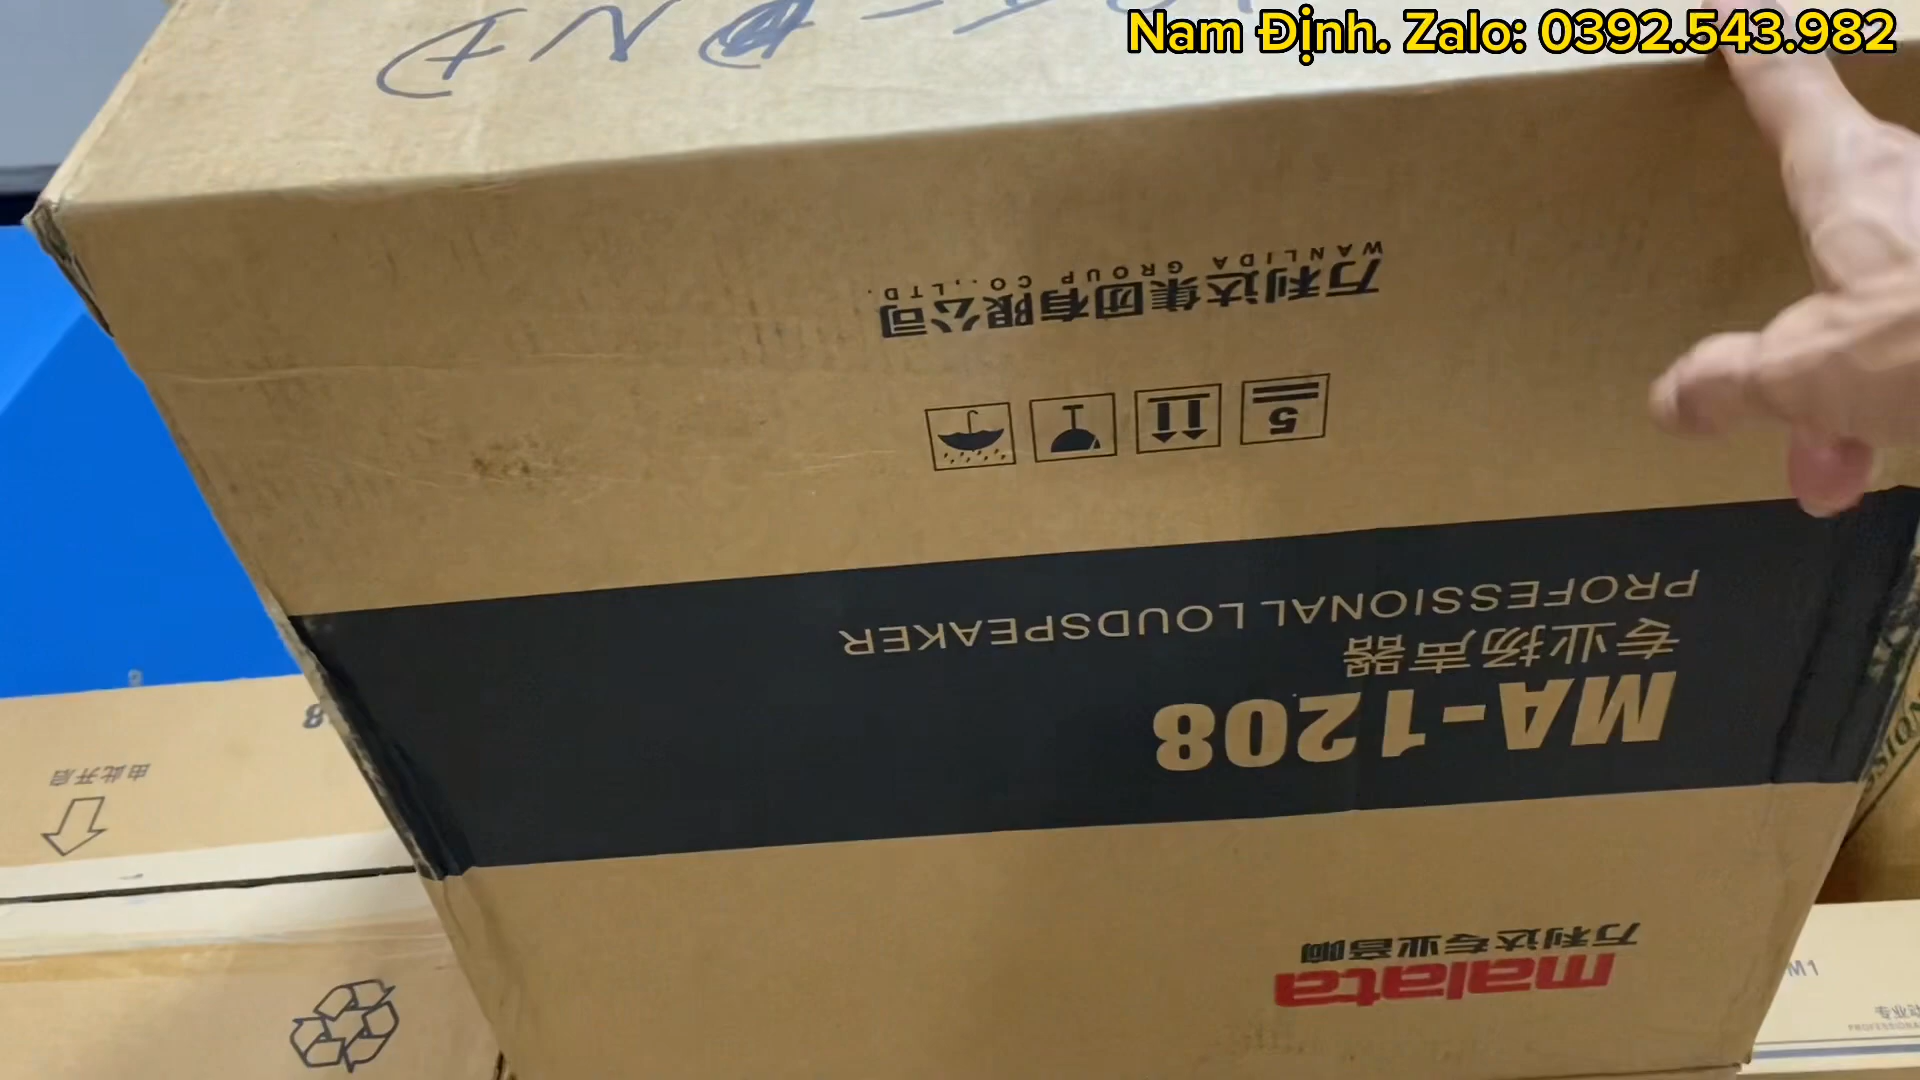 Nam Định. Zalo: 0392.543.982
malata
万利达专业音响
MA-1208
专业扬声器
PROFESSIONAL LOUDSPEAKER
5
万利达集团有限公司
WANLIDA GROUP CO.,LTD.
由此开启
8
M1